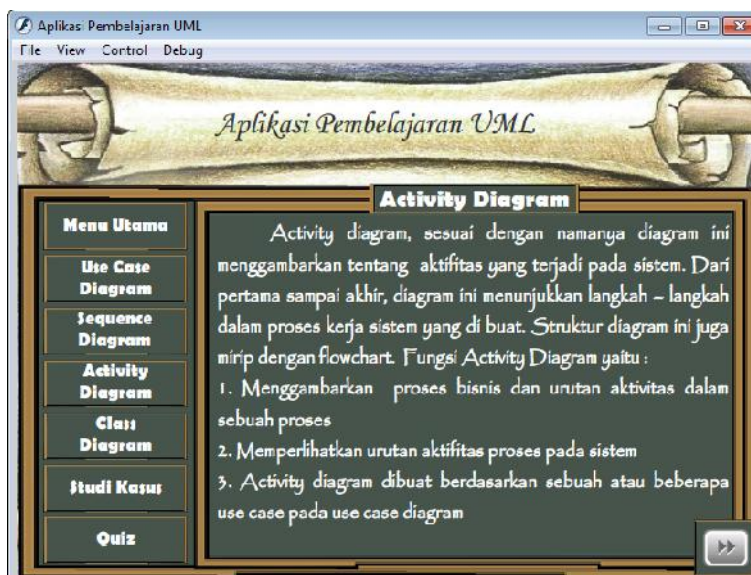 Aplikasi Pembelajaran UML
File View Control Debug
Aplikasi Pembelajaran UML
Menu Utama
Use Case
Diagram
Sequence
Diagram
Activity
Diagram
Class
Diagram
Studi Kasus
Quiz
Activity Diagram
Activity diagram, sesuai dengan namanya diagram ini
menggambarkan tentang aktifitas yang terjadi pada sistem. Dari
pertama sampai akhir, diagram ini menunjukkan langkah – langkah
dalam proses kerja sistem yang di buat. Struktur diagram ini juga
mirip dengan flowchart. Fungsi Activity Diagram yaitu :
1. Menggambarkan proses bisnis dan urutan aktivitas dalam
sebuah proses
2. Memperlihatkan urutan aktifitas proses pada sistem
3. Activity diagram dibuat berdasarkan sebuah atau beberapa
use case pada use case diagram